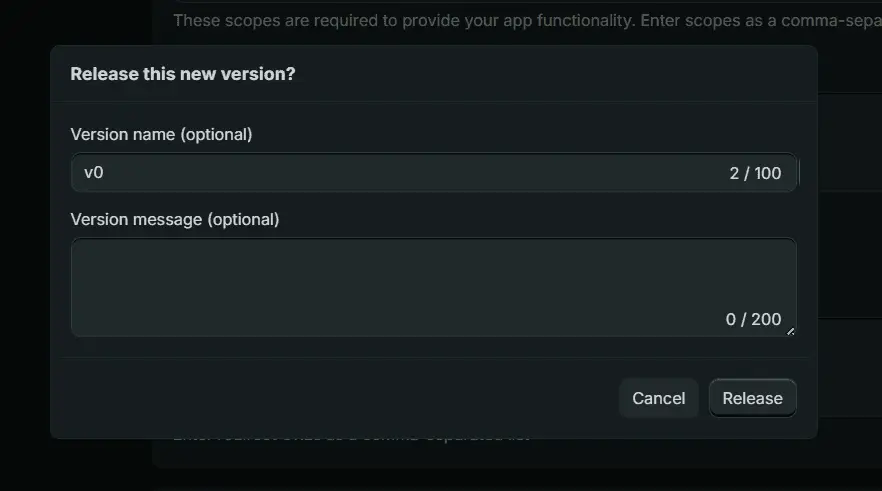 These scopes are required to provide your app functionality. Enter scopes as a comma-sepa
Release this new version?
Version name (optional)
v0
2 / 100
Version message (optional)
0 / 200
Cancel
Release